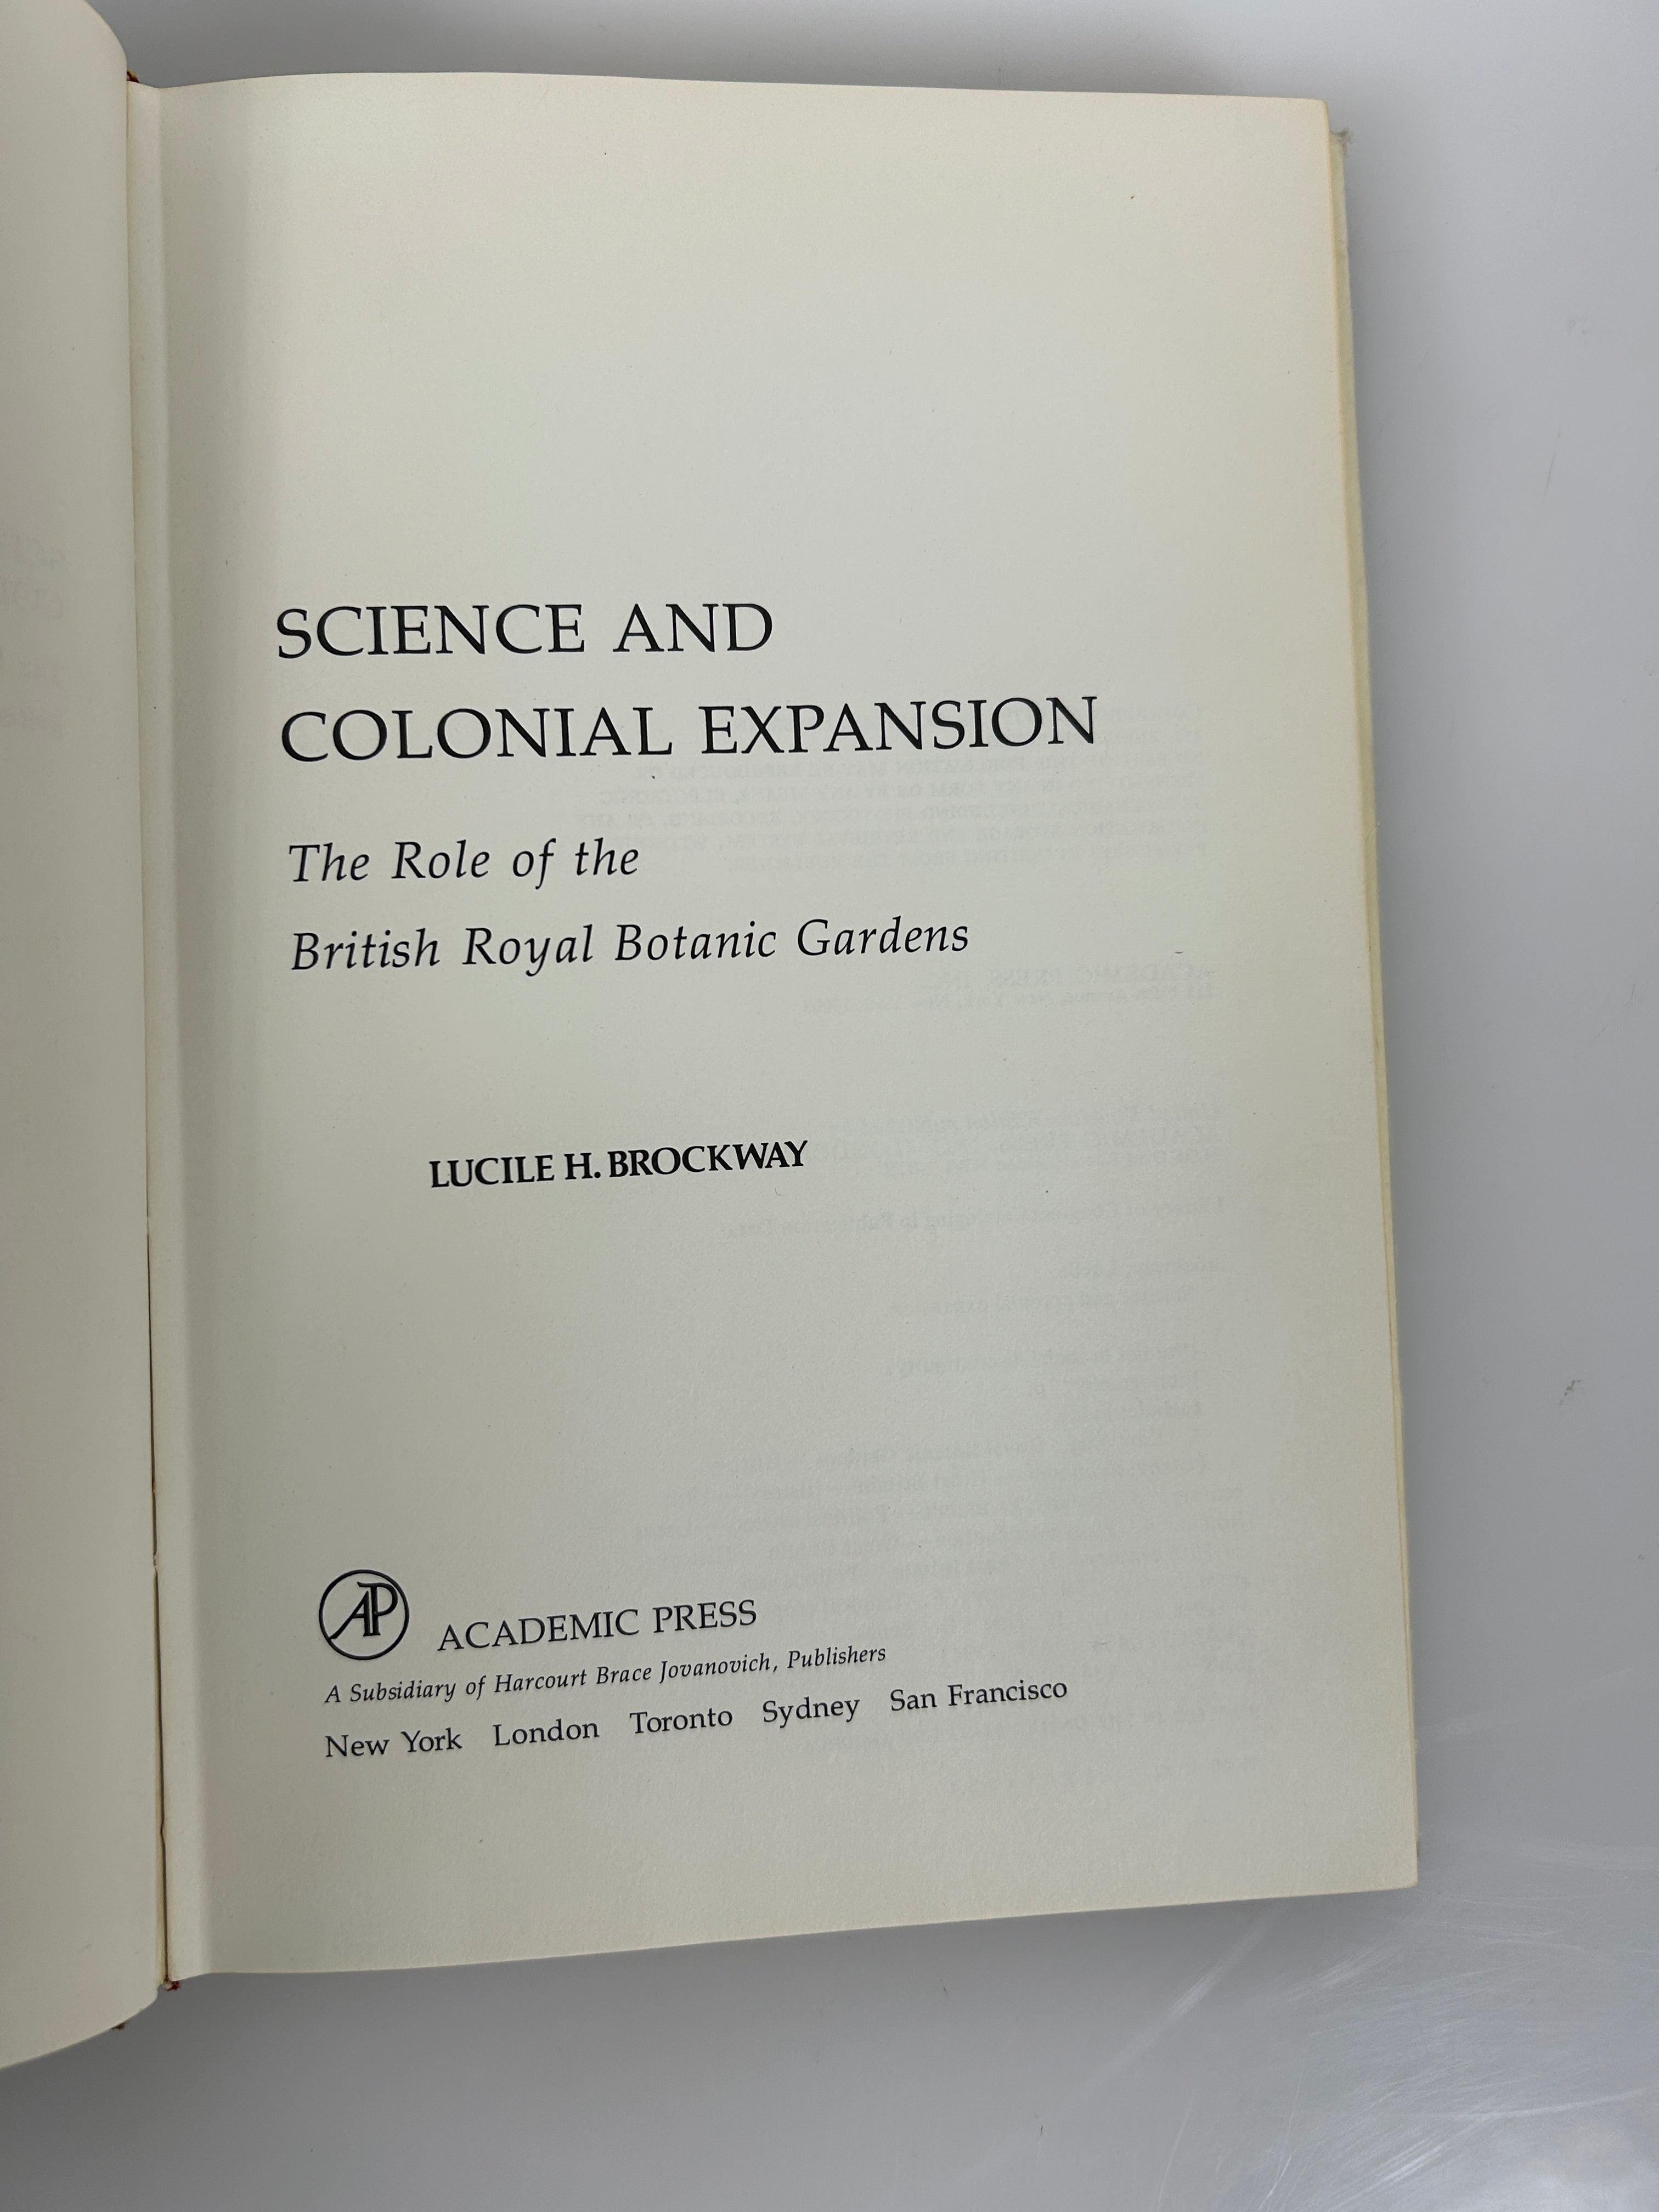 SCIENCE AND
COLONIAL EXPANSION
The Role of the
British Royal Botanic Gardens
LUCILE H. BROCKWAY
AP ACADEMIC PRESS
A Subsidiary of Harcourt Brace Jovanovich, Publishers
New York London Toronto Sydney San Francisco